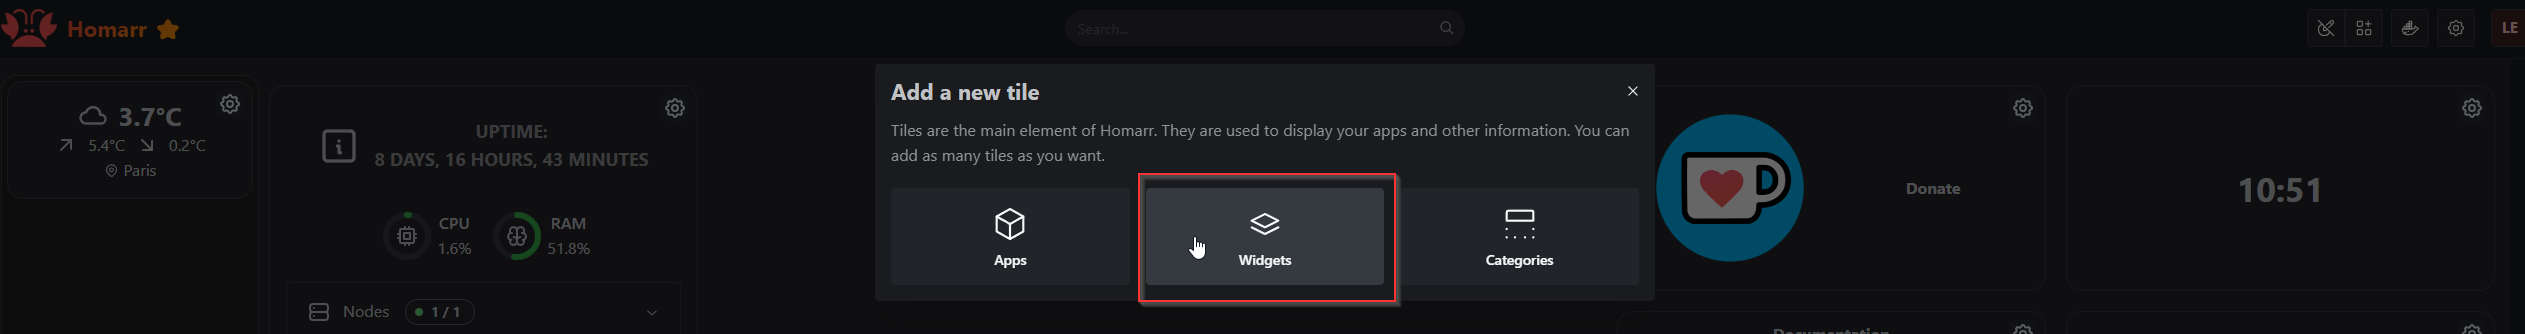 Homarr
Search...
LE
3.7°C
5.4°C 0.2°C
Paris
UPTIME:
8 DAYS, 16 HOURS, 43 MINUTES
CPU
1.6%
RAM
51.8%
Nodes 1 / 1
Add a new tile
Tiles are the main element of Homarr. They are used to display your apps and other information. You can
add as many tiles as you want.
Apps
Widgets
Categories
Donate
10:51
Documentation